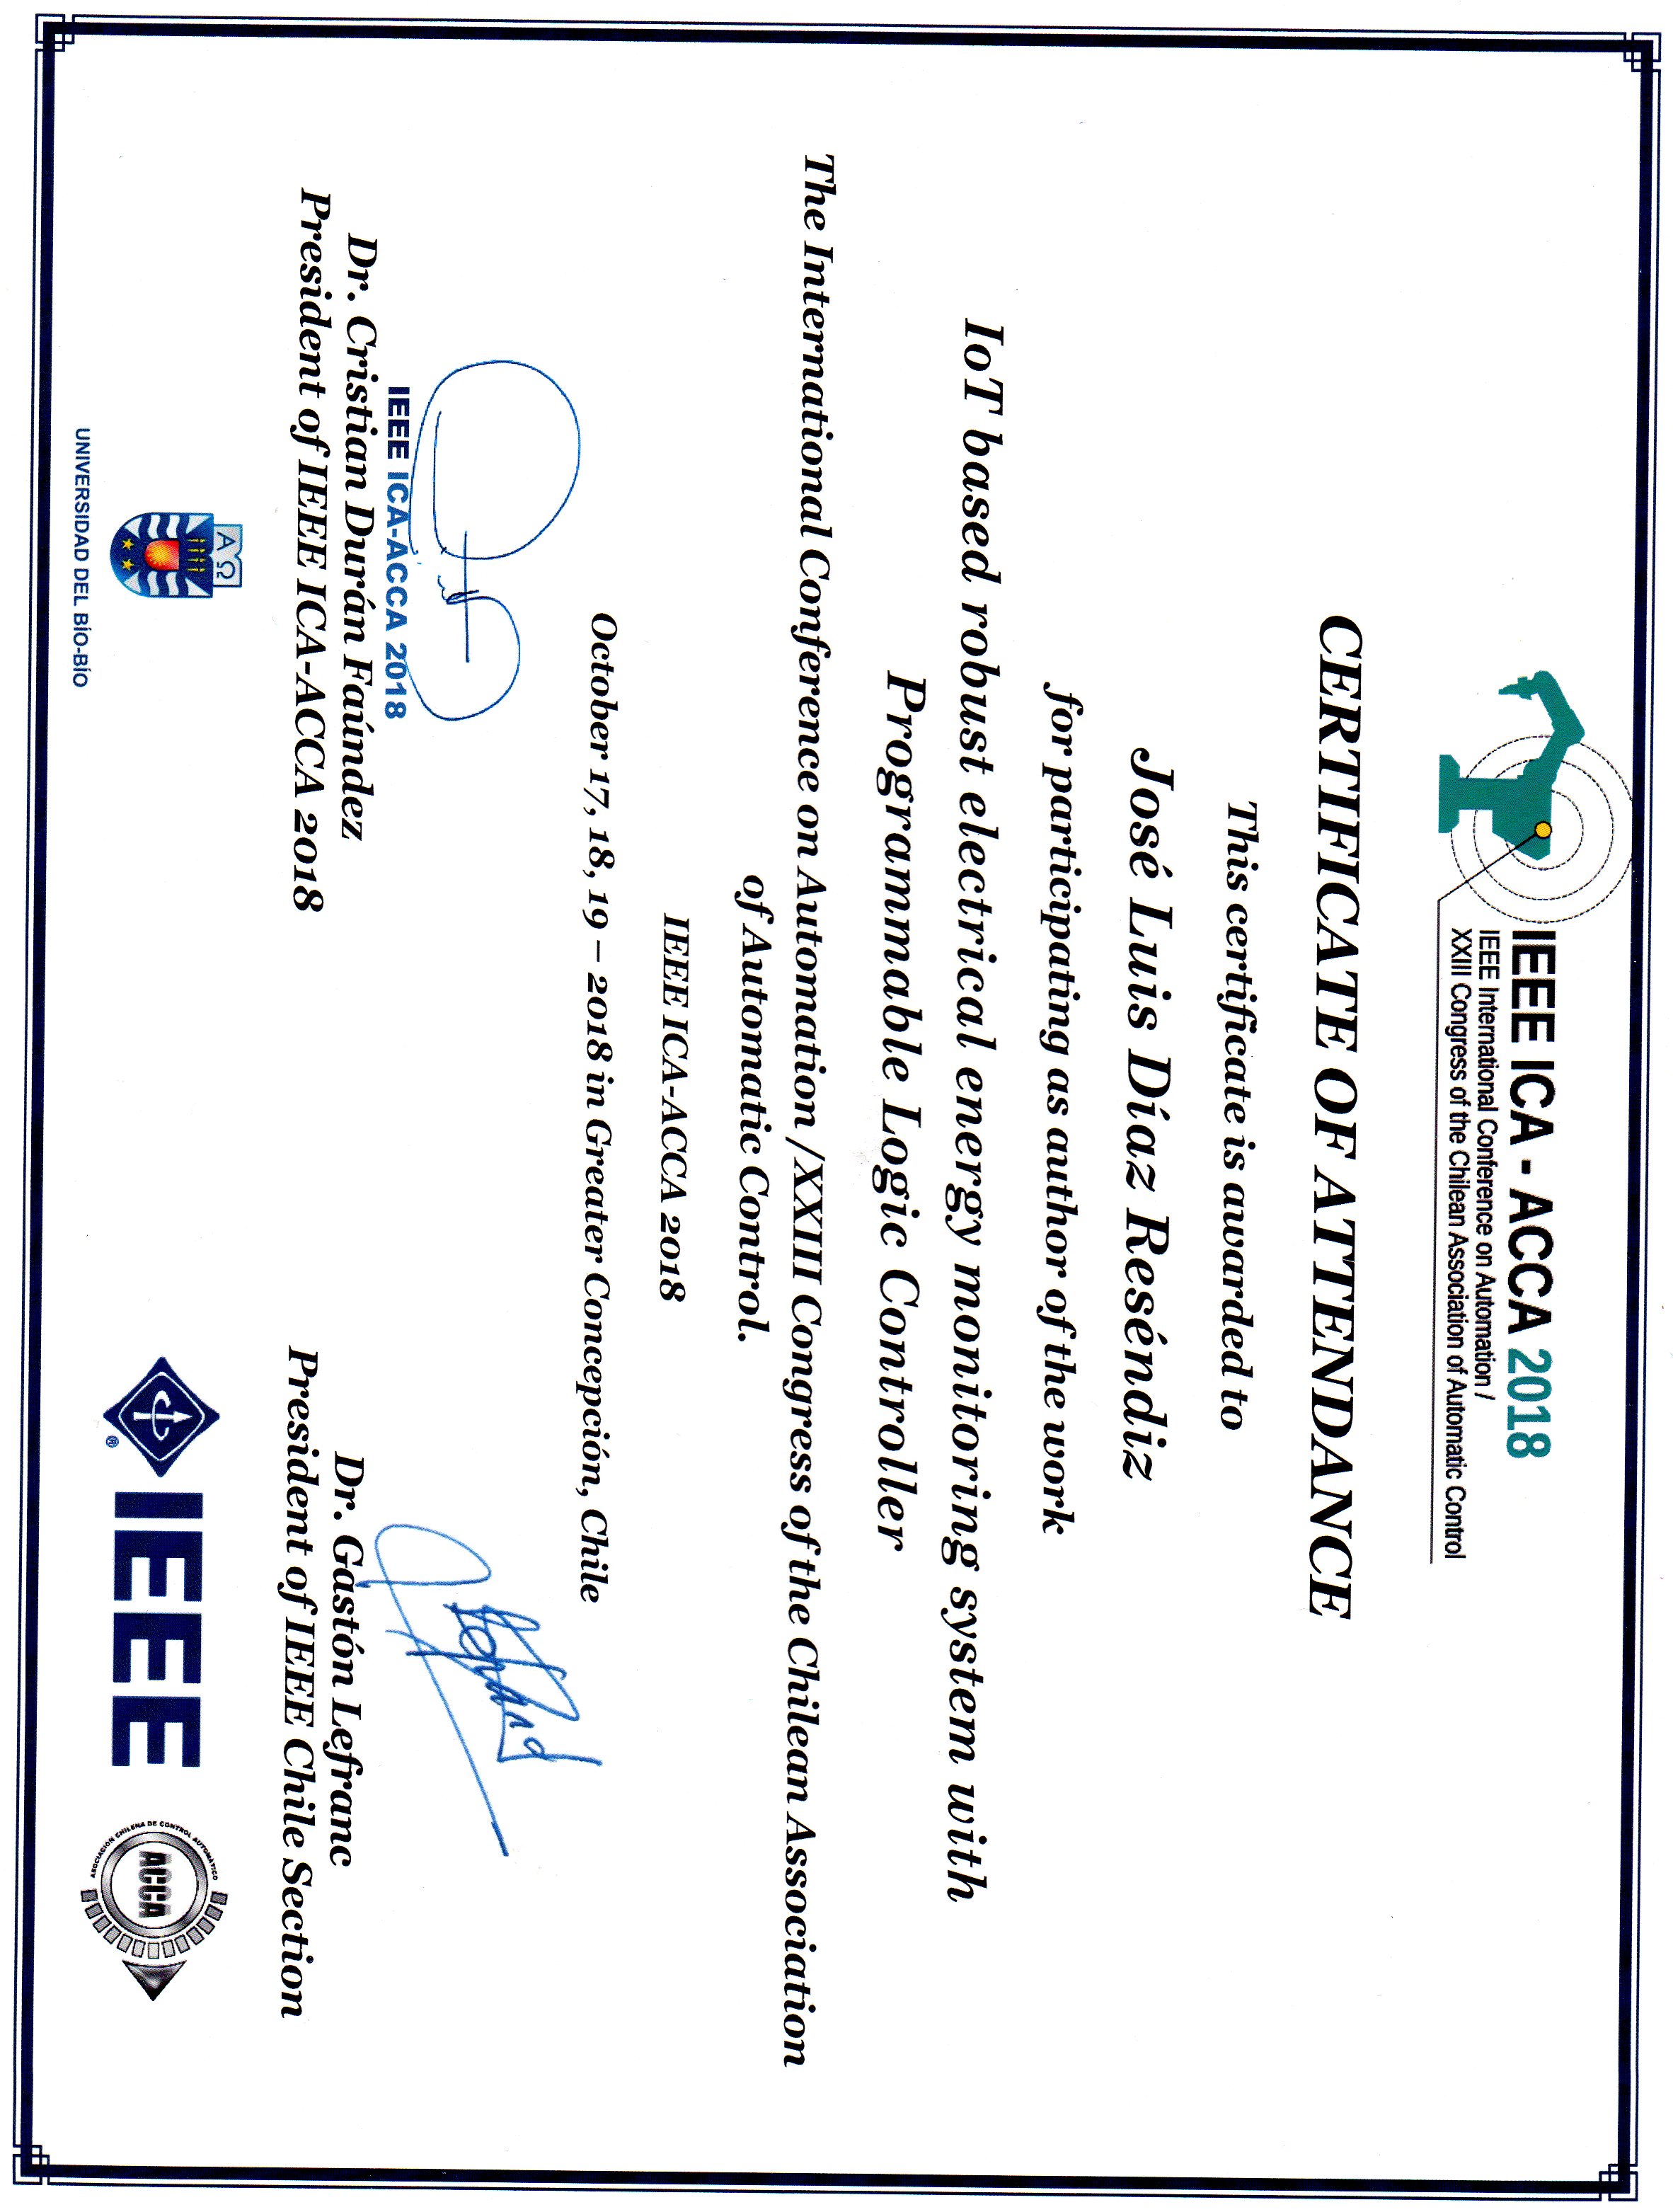 IEEE ICA - ACCA 2018
IEEE International Conference on Automation /
XXIII Congress of the Chilean Association of Automatic Control
CERTIFICATE OF ATTENDANCE
This certificate is awarded to
José Luis Díaz Reséndiz
for participating as author of the work
IoT based robust electrical energy monitoring system with
Programmable Logic Controller
The International Conference on Automation /XXIII Congress of the Chilean Association
of Automatic Control.
IEEE ICA-ACCA 2018
October 17, 18, 19 – 2018 in Greater Concepción, Chile
IEEE ICA-ACCA 2018
Dr. Cristian Durán Faúndez
President of IEEE ICA-ACCA 2018
Lefranc
Dr. Gastón Lefranc
President of IEEE Chile Section
Α Ω
UNIVERSIDAD DEL BÍO-BÍO
IEEE
®
ASOCIACION CHILENA DE CONTROL AUTOMATICO
ACCA